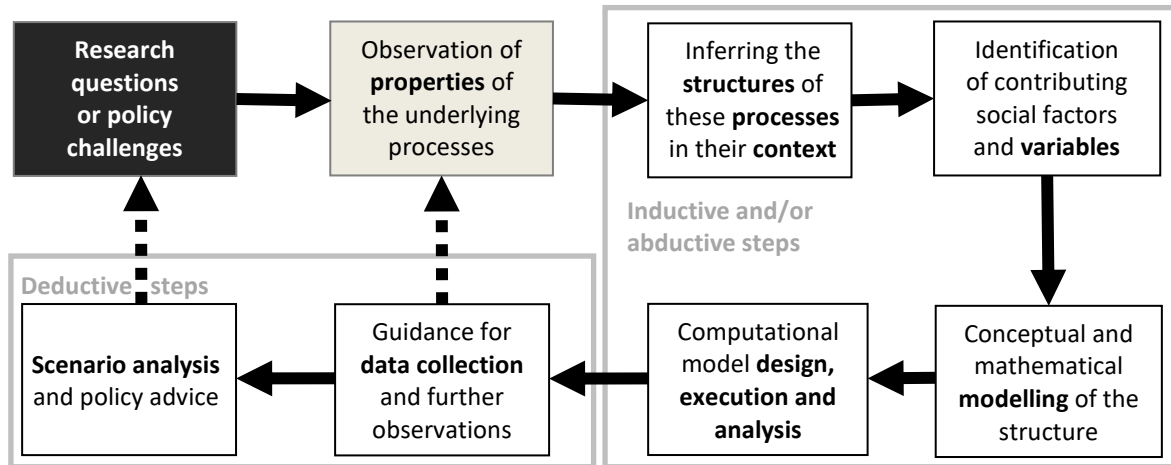 Research
questions
or policy
challenges
Observation of
properties of
the underlying
processes
Inferring the
structures of
these processes
in their context
Identification
of contributing
social factors
and variables
Inductive and/or
abductive steps
Deductive steps
Scenario analysis
and policy advice
Guidance for
data collection
and further
observations
Computational
model design,
execution and
analysis
Conceptual and
mathematical
modelling of the
structure